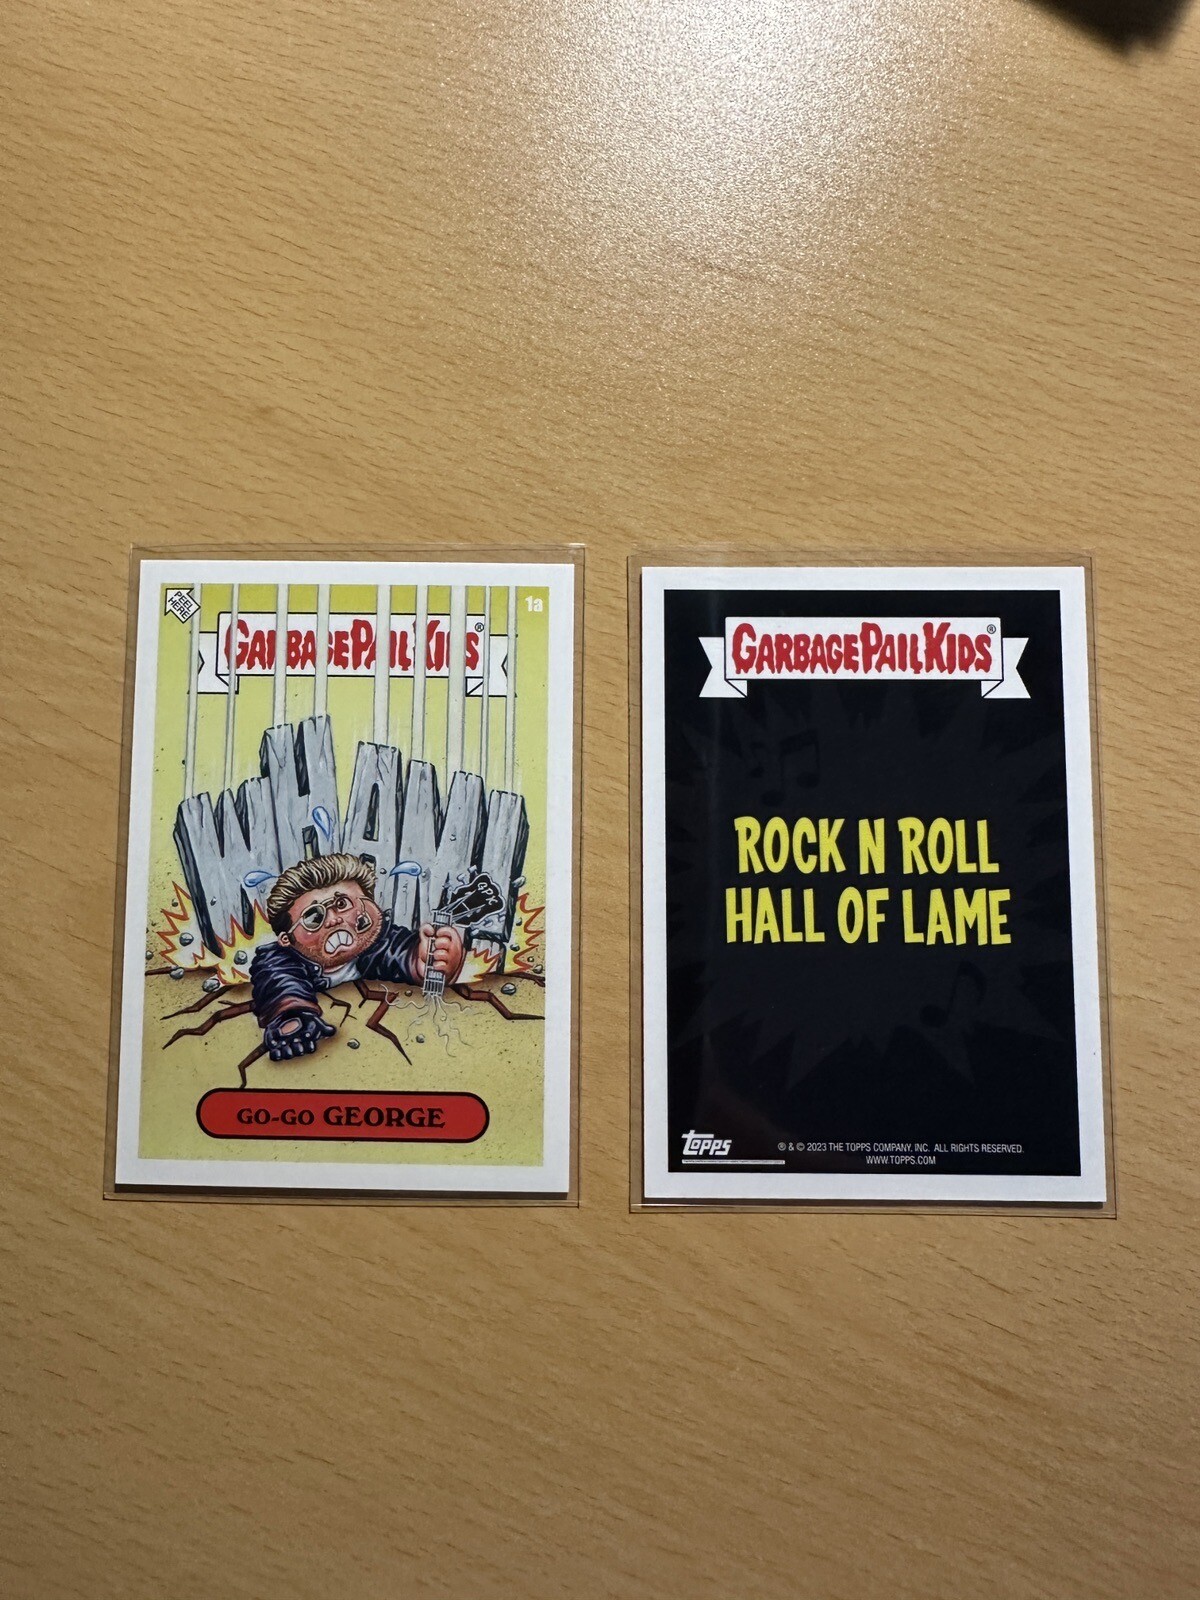 PEEL
HERE!
1a
GARBAGE PAIL KIDS®
WHAM!
GPK
GO-GO GEORGE
GARBAGE PAIL KIDS®
ROCK N ROLL
HALL OF LAME
topps
® & © 2023 THE TOPPS COMPANY, INC. ALL RIGHTS RESERVED.
WWW.TOPPS.COM